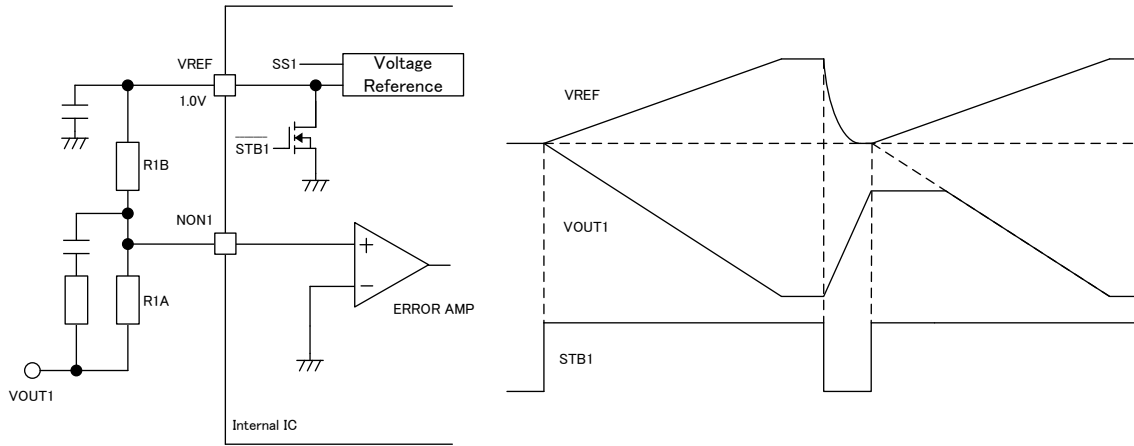 VREF
SS1
Voltage
Reference
1.0V
STB1
R1B
NON1
+
−
R1A
ERROR AMP
VOUT1
Internal IC
VREF
VOUT1
STB1